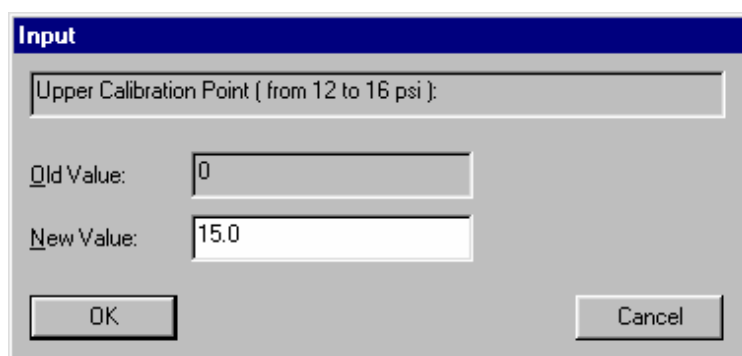 Input
Upper Calibration Point ( from 12 to 16 psi ):
Old Value: 0
New Value: 15.0
OK Cancel